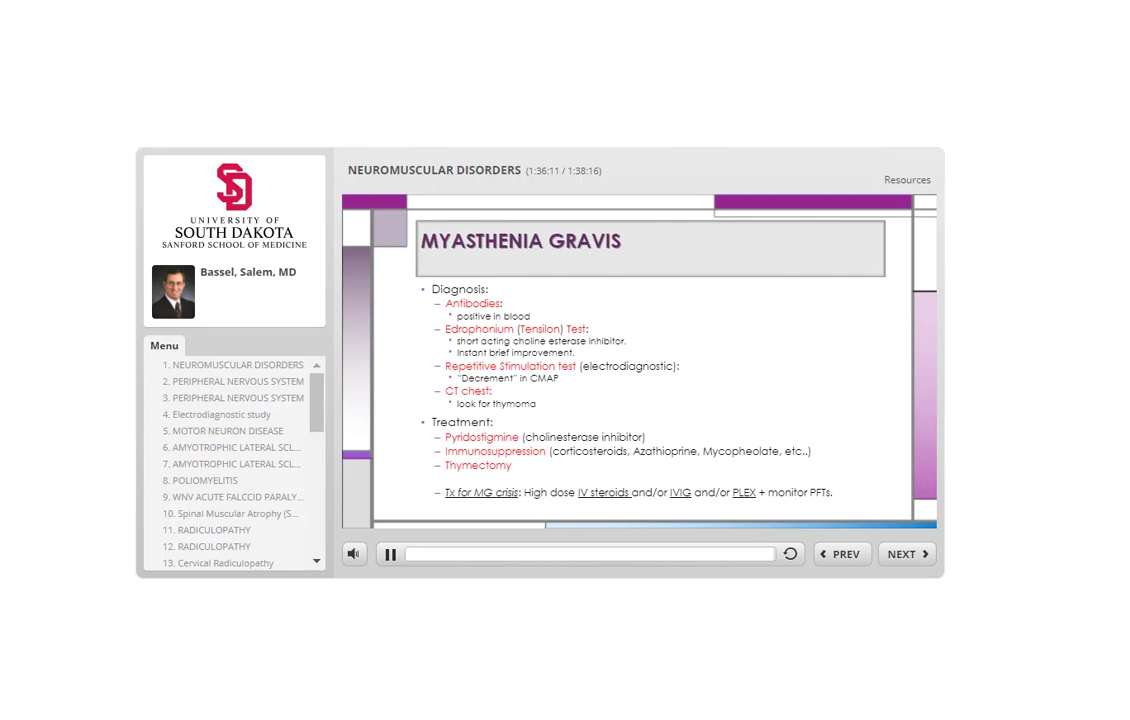 UNIVERSITY OF
SOUTH DAKOTA
SANFORD SCHOOL OF MEDICINE
Bassel, Salem, MD
Menu
1. NEUROMUSCULAR DISORDERS
2. PERIPHERAL NERVOUS SYSTEM
3. PERIPHERAL NERVOUS SYSTEM
4. Electrodiagnostic study
5. MOTOR NEURON DISEASE
6. AMYOTROPHIC LATERAL SCL...
7. AMYOTROPHIC LATERAL SCL...
8. POLIOMYELITIS
9. WNV ACUTE FALCCID PARALY...
10. Spinal Muscular Atrophy (S...
11. RADICULOPATHY
12. RADICULOPATHY
13. Cervical Radiculopathy
NEUROMUSCULAR DISORDERS (1:36:11 / 1:38:16)
Resources
MYASTHENIA GRAVIS
• Diagnosis:
– Antibodies:
• positive in blood
– Edrophonium (Tensilon) Test:
• short acting choline esterase inhibitor.
• Instant brief improvement.
– Repetitive Stimulation test (electrodiagnostic):
• "Decrement" in CMAP
– CT chest:
• look for thymoma
• Treatment:
– Pyridostigmine (cholinesterase inhibitor)
– Immunosuppression (corticosteroids, Azathioprine, Mycopheolate, etc..)
– Thymectomy
– Tx for MG crisis: High dose IV steroids and/or IVIG and/or PLEX + monitor PFTs.
PREV
NEXT